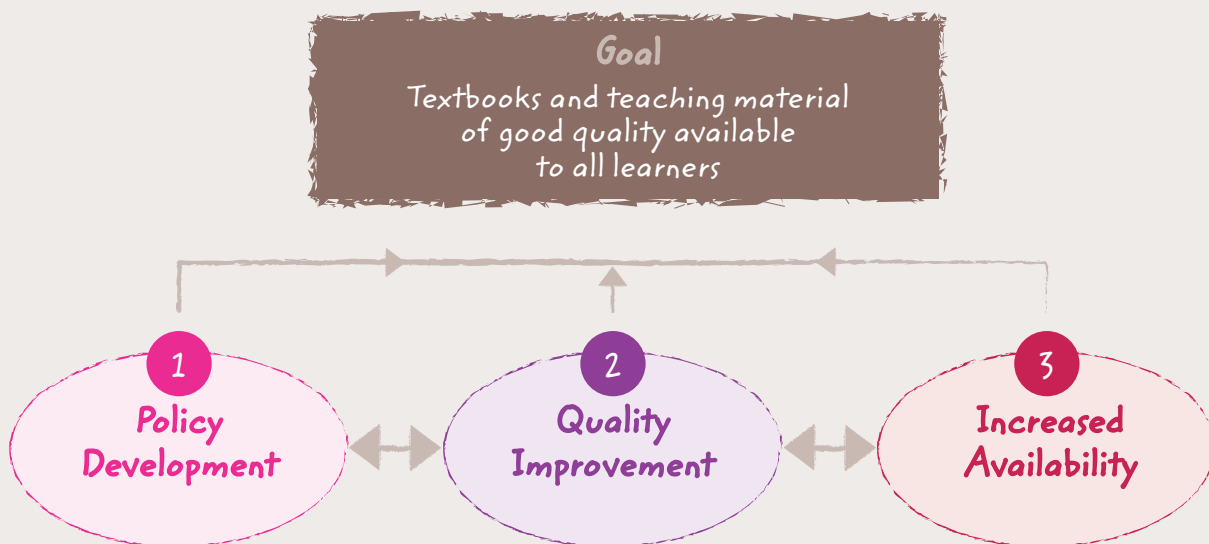 Goal
Textbooks and teaching material
of good quality available
to all learners
1
Policy
Development
2
Quality
Improvement
3
Increased
Availability